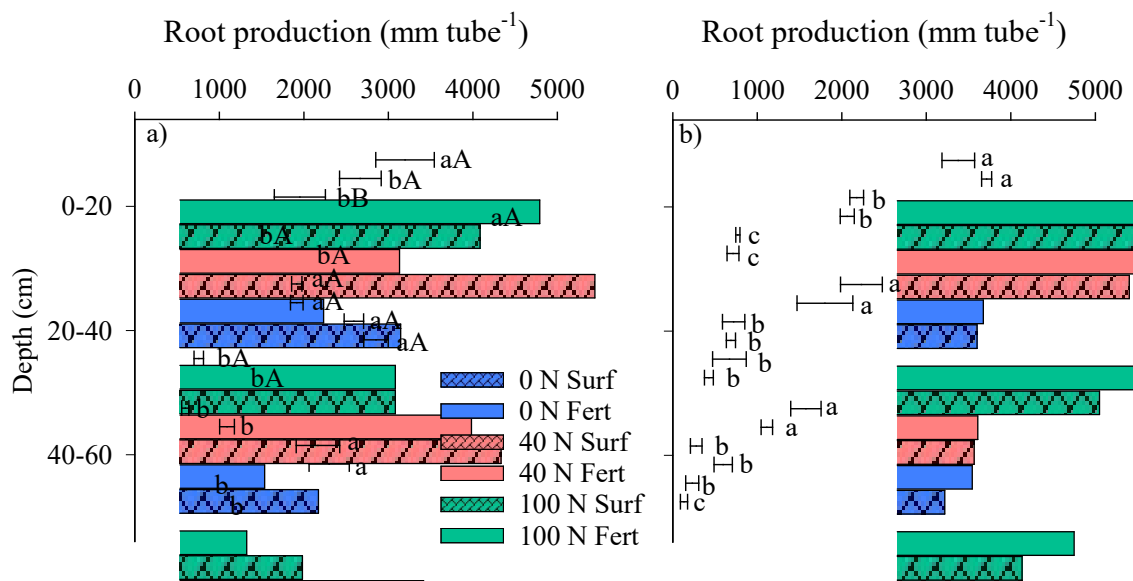 Root production (mm tube⁻¹)
0 1000 2000 3000 4000 5000
a)
Depth (cm)
0-20
20-40
40-60
aA
bA
bB
aA
bA
bA
aA
aA
aA
aA
bA
bA
b
b
a
a
b
b
0 N Surf
0 N Fert
40 N Surf
40 N Fert
100 N Surf
100 N Fert
Root production (mm tube⁻¹)
0 1000 2000 3000 4000 5000
b)
a
a
b
b
c
c
a
a
b
b
b
b
a
a
b
b
b
c